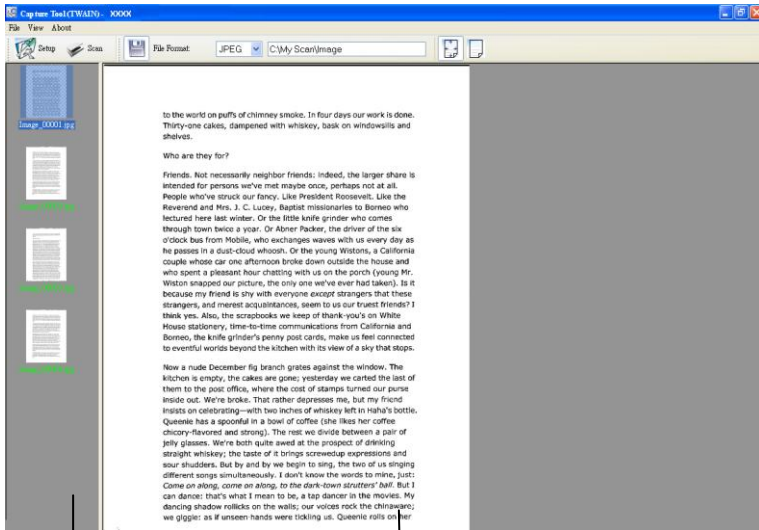 Capture Tool(TWAIN) - XXXX
File View About
Setup Scan File Format: JPEG C:\My Scan\Image
Image_00001.jpg
to the world on puffs of chimney smoke. In four days our work is done.
Thirty-one cakes, dampened with whiskey, bask on windowsills and
shelves.
Who are they for?
Friends. Not necessarily neighbor friends: indeed, the larger share is
intended for persons we've met maybe once, perhaps not at all.
People who've struck our fancy. Like President Roosevelt. Like the
Reverend and Mrs. J. C. Lucey, Baptist missionaries to Borneo who
lectured here last winter. Or the little knife grinder who comes
through town twice a year. Or Abner Packer, the driver of the six
o'clock bus from Mobile, who exchanges waves with us every day as
he passes in a dust-cloud whoosh. Or the young Wistons, a California
couple whose car one afternoon broke down outside the house and
who spent a pleasant hour chatting with us on the porch (young Mr.
Wiston snapped our picture, the only one we've ever had taken). Is it
because my friend is shy with everyone except strangers that these
strangers, and merest acquaintances, seem to us our truest friends? I
think yes. Also, the scrapbooks we keep of thank-you's on White
House stationery, time-to-time communications from California and
Borneo, the knife grinder's penny post cards, make us feel connected
to eventful worlds beyond the kitchen with its view of a sky that stops.
Now a nude December fig branch grates against the window. The
kitchen is empty, the cakes are gone; yesterday we carted the last of
them to the post office, where the cost of stamps turned our purse
inside out. We're broke. That rather depresses me, but my friend
insists on celebrating—with two inches of whiskey left in Haha's bottle.
Queenie has a spoonful in a bowl of coffee (she likes her coffee
chicory-flavored and strong). The rest we divide between a pair of
jelly glasses. We're both quite awed at the prospect of drinking
straight whiskey; the taste of it brings screwedup expressions and
sour shudders. But by and by we begin to sing, the two of us singing
different songs simultaneously. I don't know the words to mine, just:
Come on along, come on along, to the dark-town strutters' ball. But I
can dance: that's what I mean to be, a tap dancer in the movies. My
dancing shadow rollicks on the walls; our voices rock the chinaware;
we giggle: as if unseen hands were tickling us. Queenie rolls on her